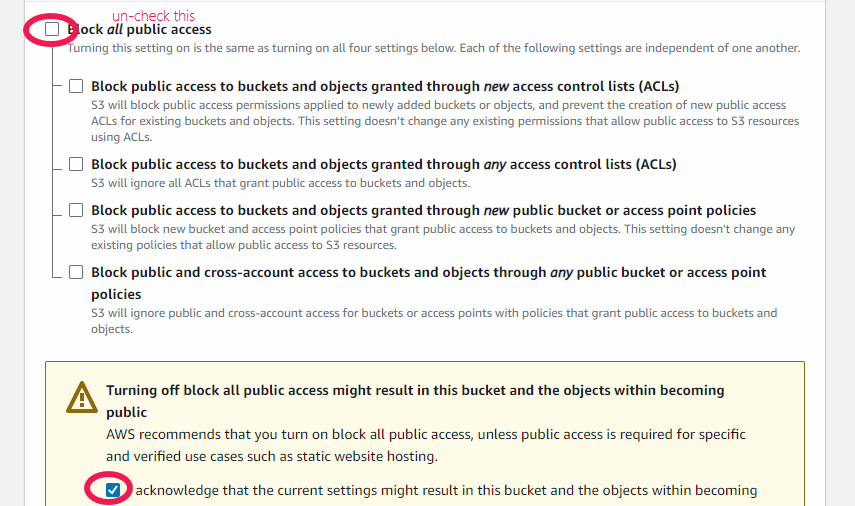 un-check this
Block all public access
Turning this setting on is the same as turning on all four settings below. Each of the following settings are independent of one another.
Block public access to buckets and objects granted through new access control lists (ACLs)
S3 will block public access permissions applied to newly added buckets or objects, and prevent the creation of new public access
ACLs for existing buckets and objects. This setting doesn't change any existing permissions that allow public access to S3 resources
using ACLs.
Block public access to buckets and objects granted through any access control lists (ACLs)
S3 will ignore all ACLs that grant public access to buckets and objects.
Block public access to buckets and objects granted through new public bucket or access point policies
S3 will block new bucket and access point policies that grant public access to buckets and objects. This setting doesn't change any
existing policies that allow public access to S3 resources.
Block public and cross-account access to buckets and objects through any public bucket or access point
policies
S3 will ignore public and cross-account access for buckets or access points with policies that grant public access to buckets and
objects.
Turning off block all public access might result in this bucket and the objects within becoming
public
AWS recommends that you turn on block all public access, unless public access is required for specific
and verified use cases such as static website hosting.
acknowledge that the current settings might result in this bucket and the objects within becoming